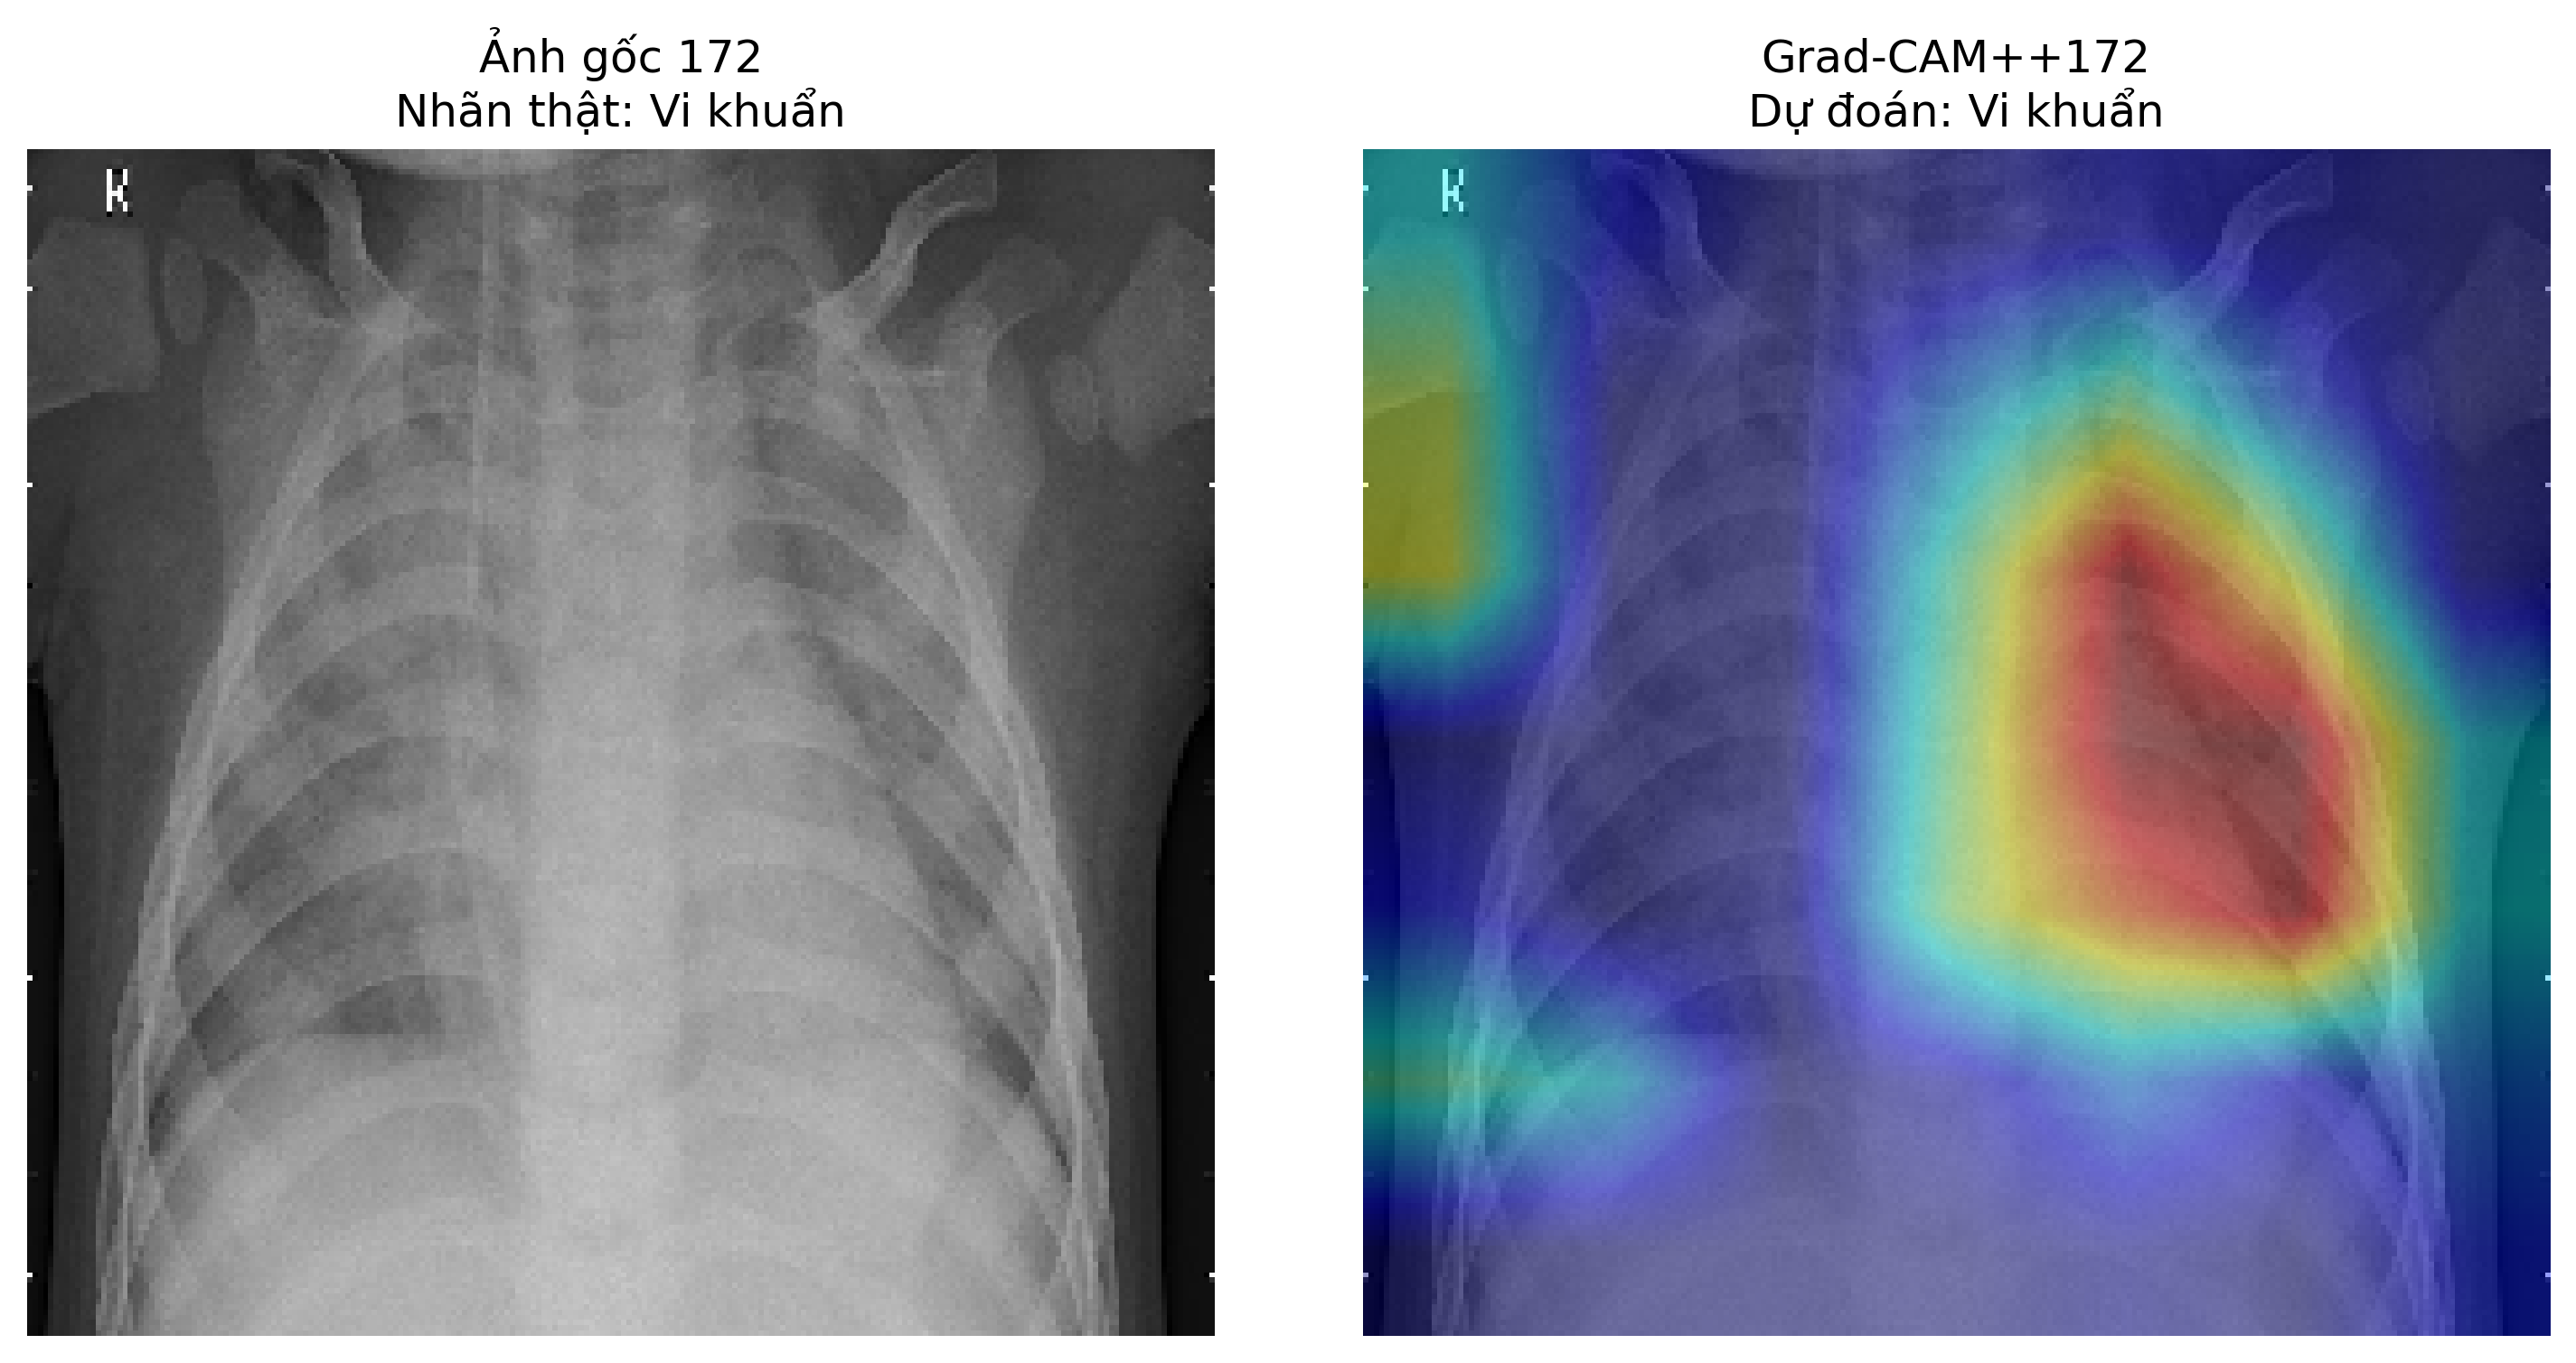 Ảnh gốc 172
Nhãn thật: Vi khuẩn
Grad-CAM++172
Dự đoán: Vi khuẩn
R
R